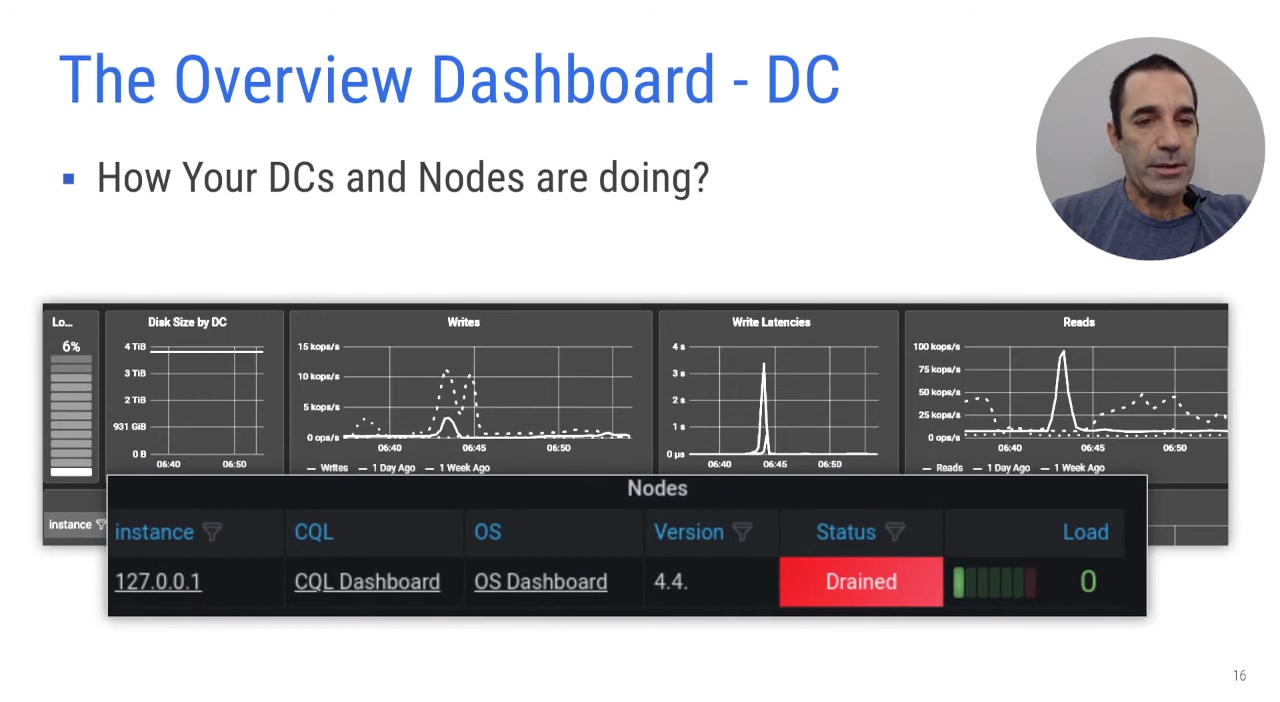 The Overview Dashboard - DC
How Your DCs and Nodes are doing?
Lo...
6%
Disk Size by DC
4 TiB
3 TiB
2 TiB
931 GiB
0 B
06:40 06:50
Writes
15 kops/s
10 kops/s
5 kops/s
0 ops/s
06:40 06:45 06:50
Writes 1 Day Ago 1 Week Ago
Write Latencies
4 s
3 s
2 s
1 s
0 µs
06:40 06:45 06:50
Reads
100 kops/s
75 kops/s
50 kops/s
25 kops/s
0 ops/s
06:40 06:45 06:50
Reads 1 Day Ago 1 Week Ago
instance
Nodes
instance CQL OS Version Status Load
127.0.0.1 CQL Dashboard OS Dashboard 4.4. Drained 0
16